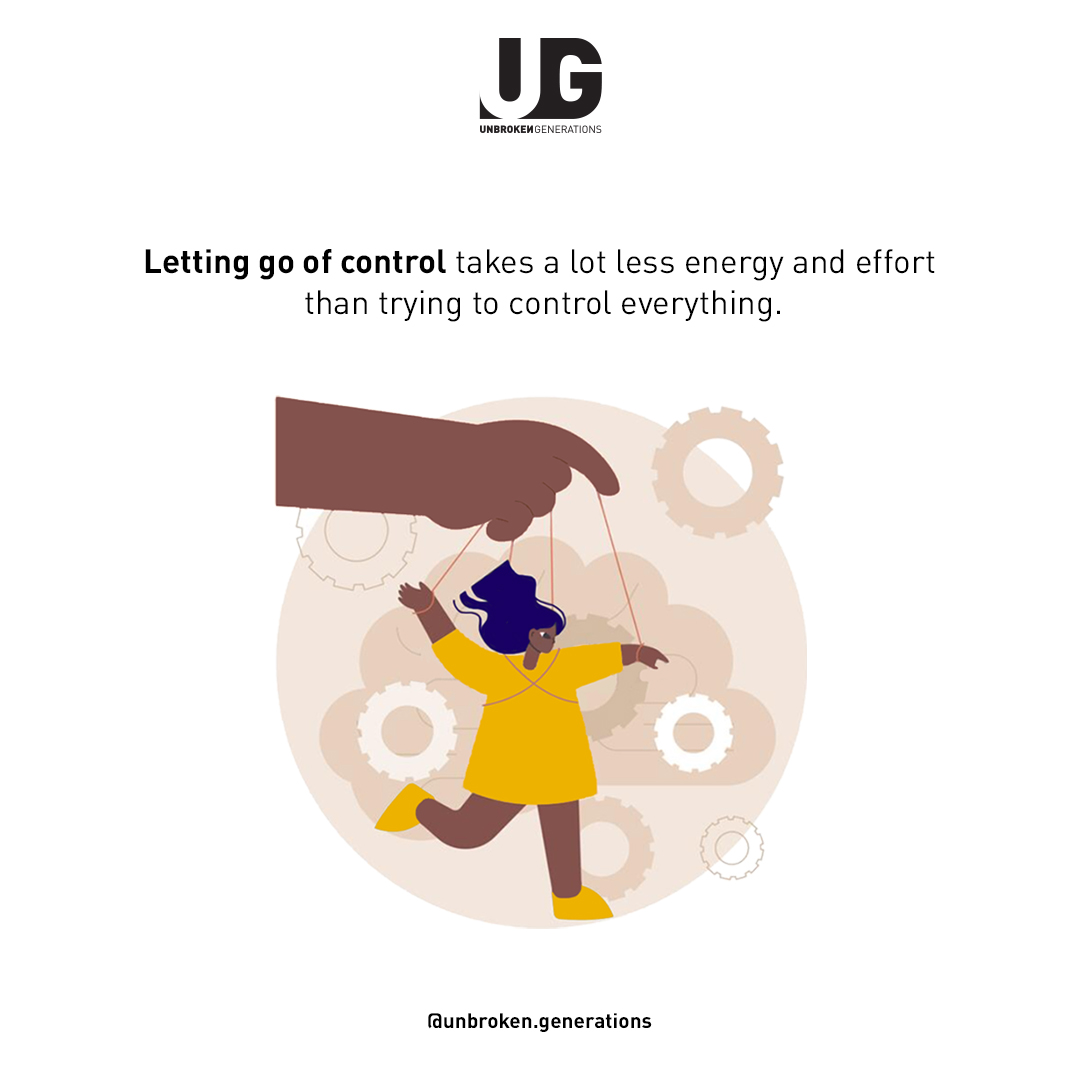 UG
UNBROKENGENERATIONS
Letting go of control takes a lot less energy and effort
than trying to control everything.
@unbroken.generations